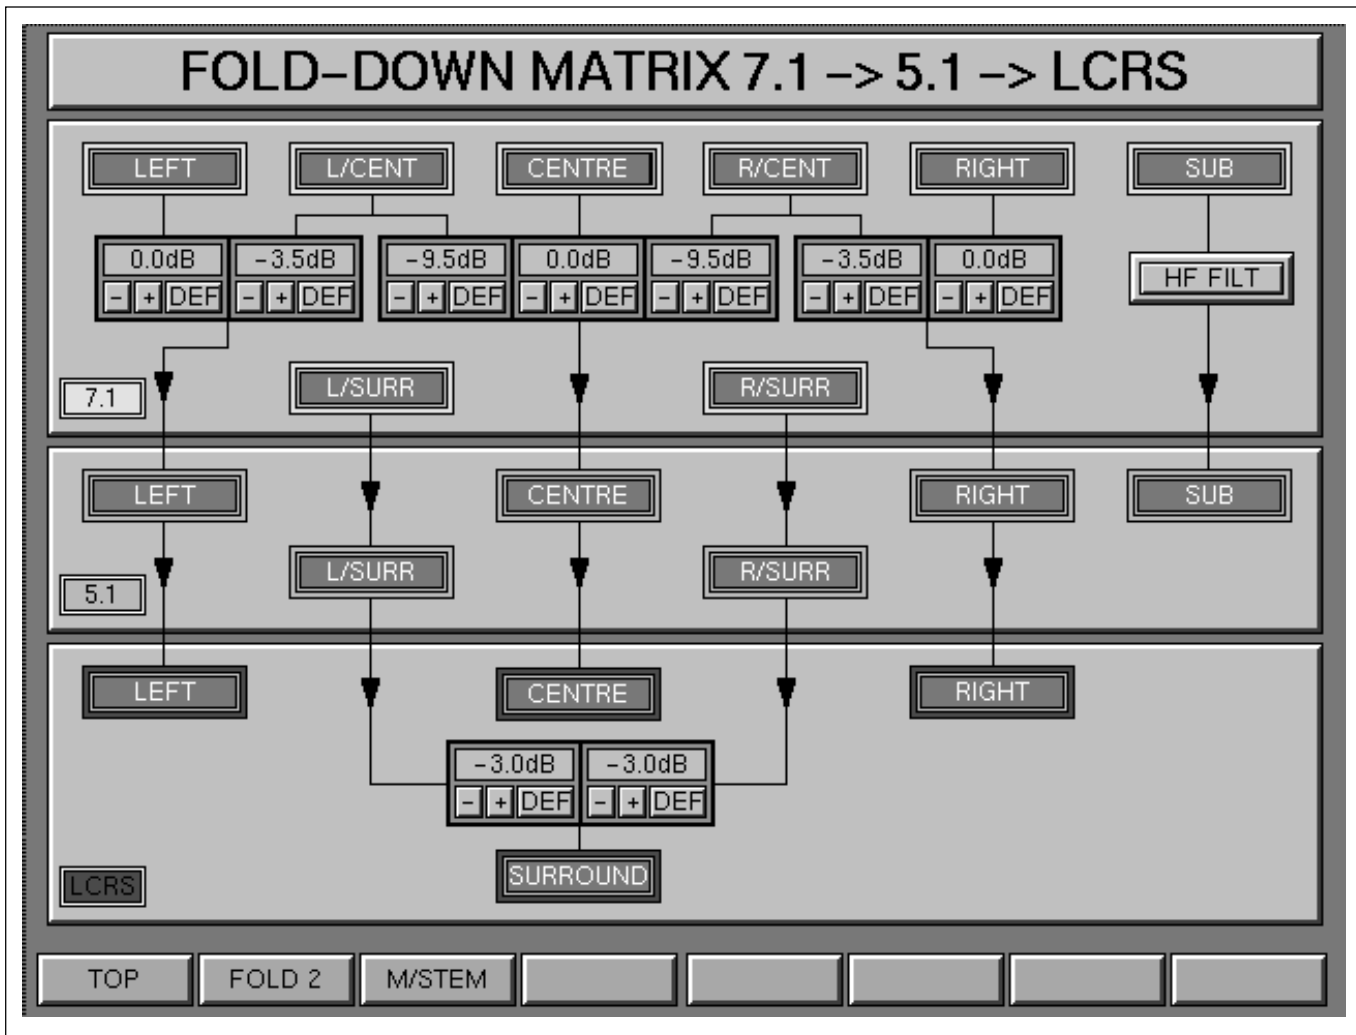 FOLD-DOWN MATRIX 7.1 -> 5.1 -> LCRS
LEFT L/CENT CENTRE R/CENT RIGHT SUB
0.0dB -3.5dB -9.5dB 0.0dB -9.5dB -3.5dB 0.0dB HF FILT
- + DEF - + DEF - + DEF - + DEF - + DEF - + DEF - + DEF
7.1 L/SURR R/SURR
LEFT CENTRE RIGHT SUB
5.1 L/SURR R/SURR
LEFT CENTRE RIGHT
-3.0dB -3.0dB
- + DEF - + DEF
LCRS SURROUND
TOP FOLD 2 M/STEM